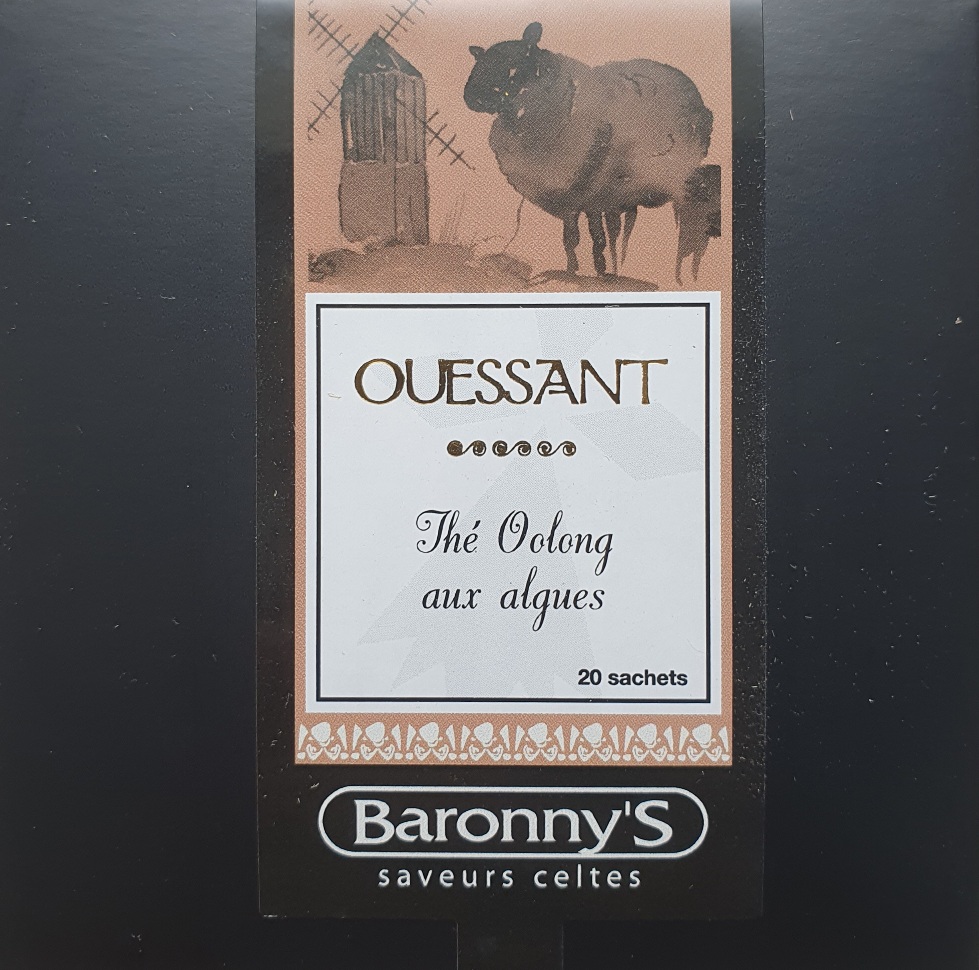 OUESSANT
Thé Oolong
aux algues
20 sachets
Baronny'S
saveurs celtes